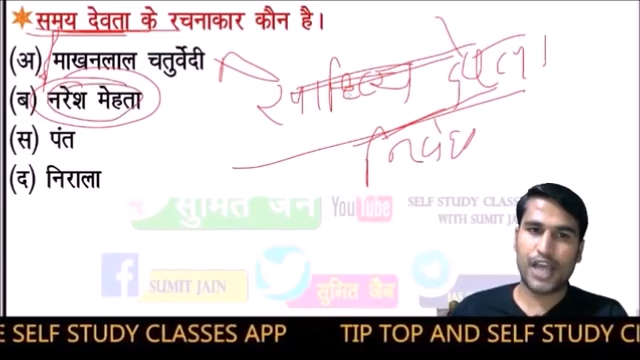 समय देवता के रचनाकार कौन है।
(अ) माखनलाल चतुर्वेदी
(ब) नरेश मेहता
(स) पंत
(द) निराला
साहित्य देवता
निबंध
सुमित जैन
YouTube
SELF STUDY CLASSES
WITH SUMIT JAIN
SUMIT JAIN
सुमित जैन
SELF STUDY CLASSES APP TIP TOP AND SELF STUDY